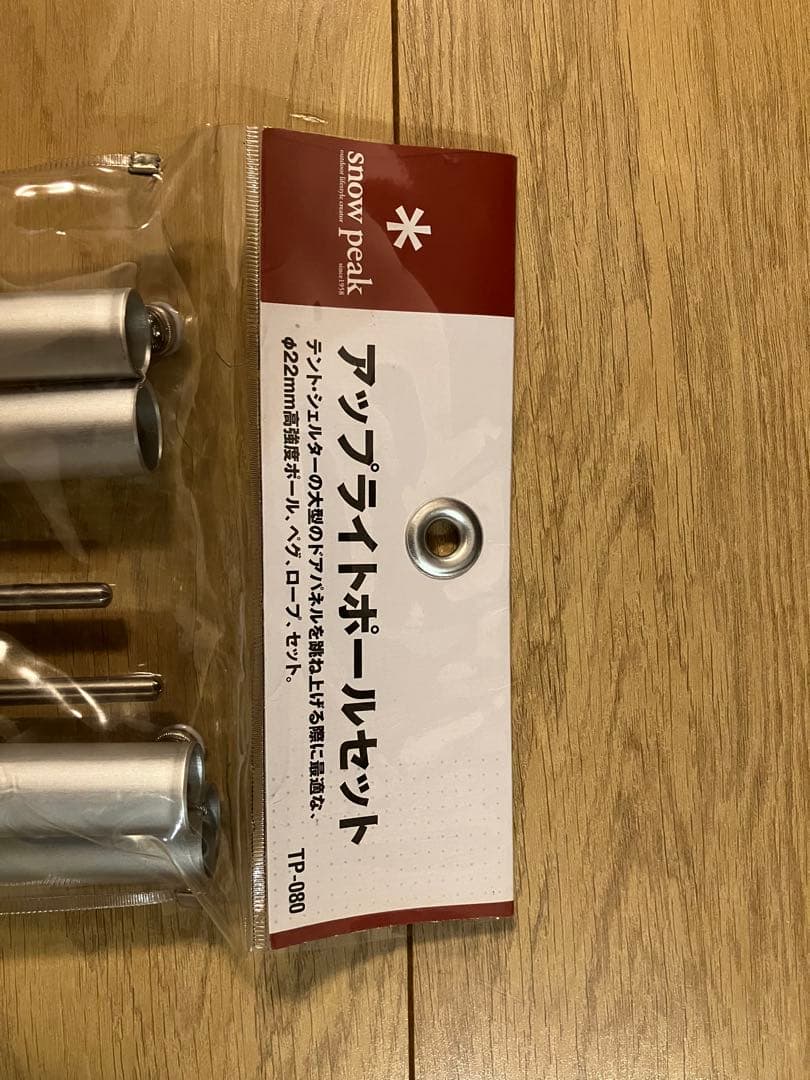 snow peak
outdoor lifestyle creator
since1958
アップライトポールセット
テント・シェルターの大型のドアパネルを跳ね上げる際に最適な、
φ22mm高強度ポール、ペグ、ロープ、セット。
TP-080